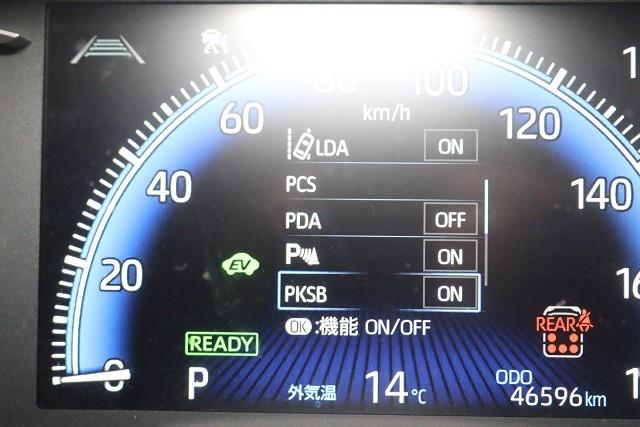 80 100
km/h
60 120
LDA ON
40 PCS 140
PDA OFF
P ON
20 EV
PKSB ON
OK :機能 ON/OFF REAR
READY
0 P 外気温 14℃ ODO 46596km